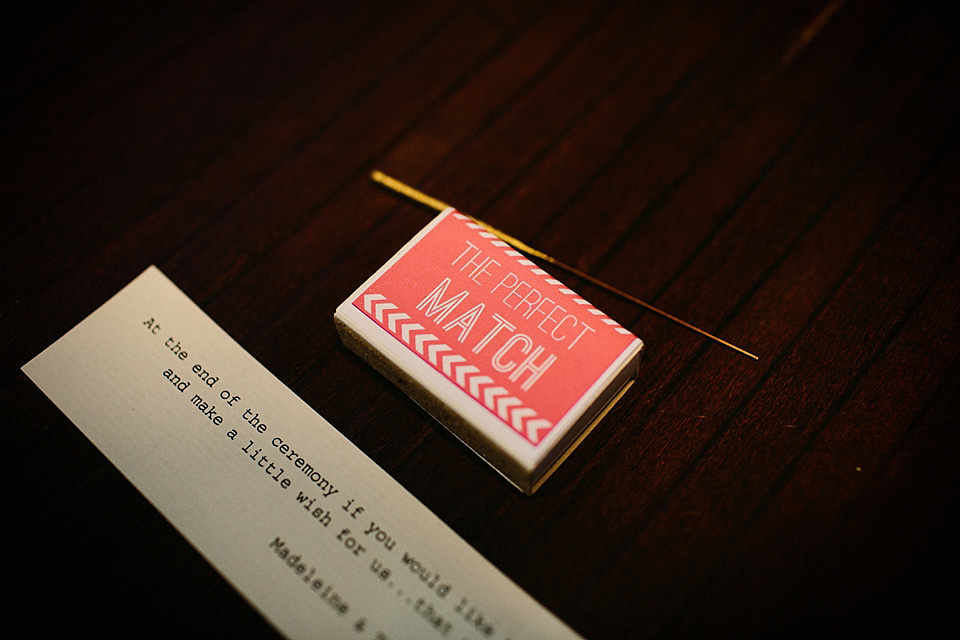 THE PERFECT
MATCH
At the end of the ceremony if you would like
and make a little wish for us...that
Madeleine &